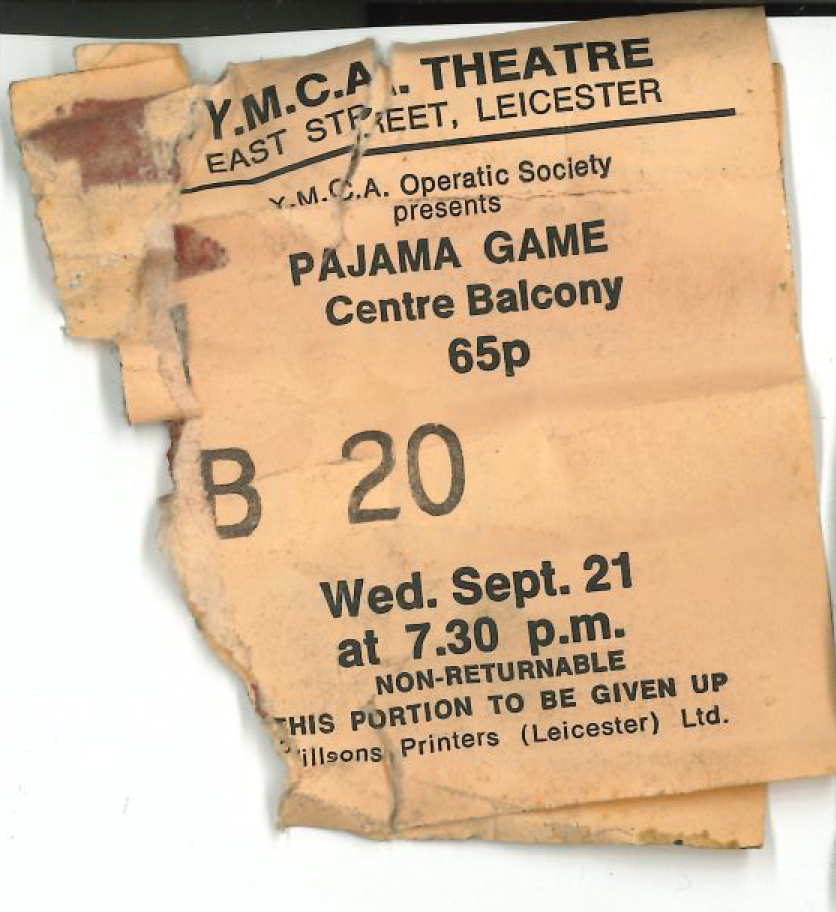 Y.M.C.A. THEATRE
EAST STREET, LEICESTER
Y.M.C.A. Operatic Society
presents
PAJAMA GAME
Centre Balcony
65p
B 20
Wed. Sept. 21
at 7.30 p.m.
NON-RETURNABLE
THIS PORTION TO BE GIVEN UP
Willsons Printers (Leicester) Ltd.